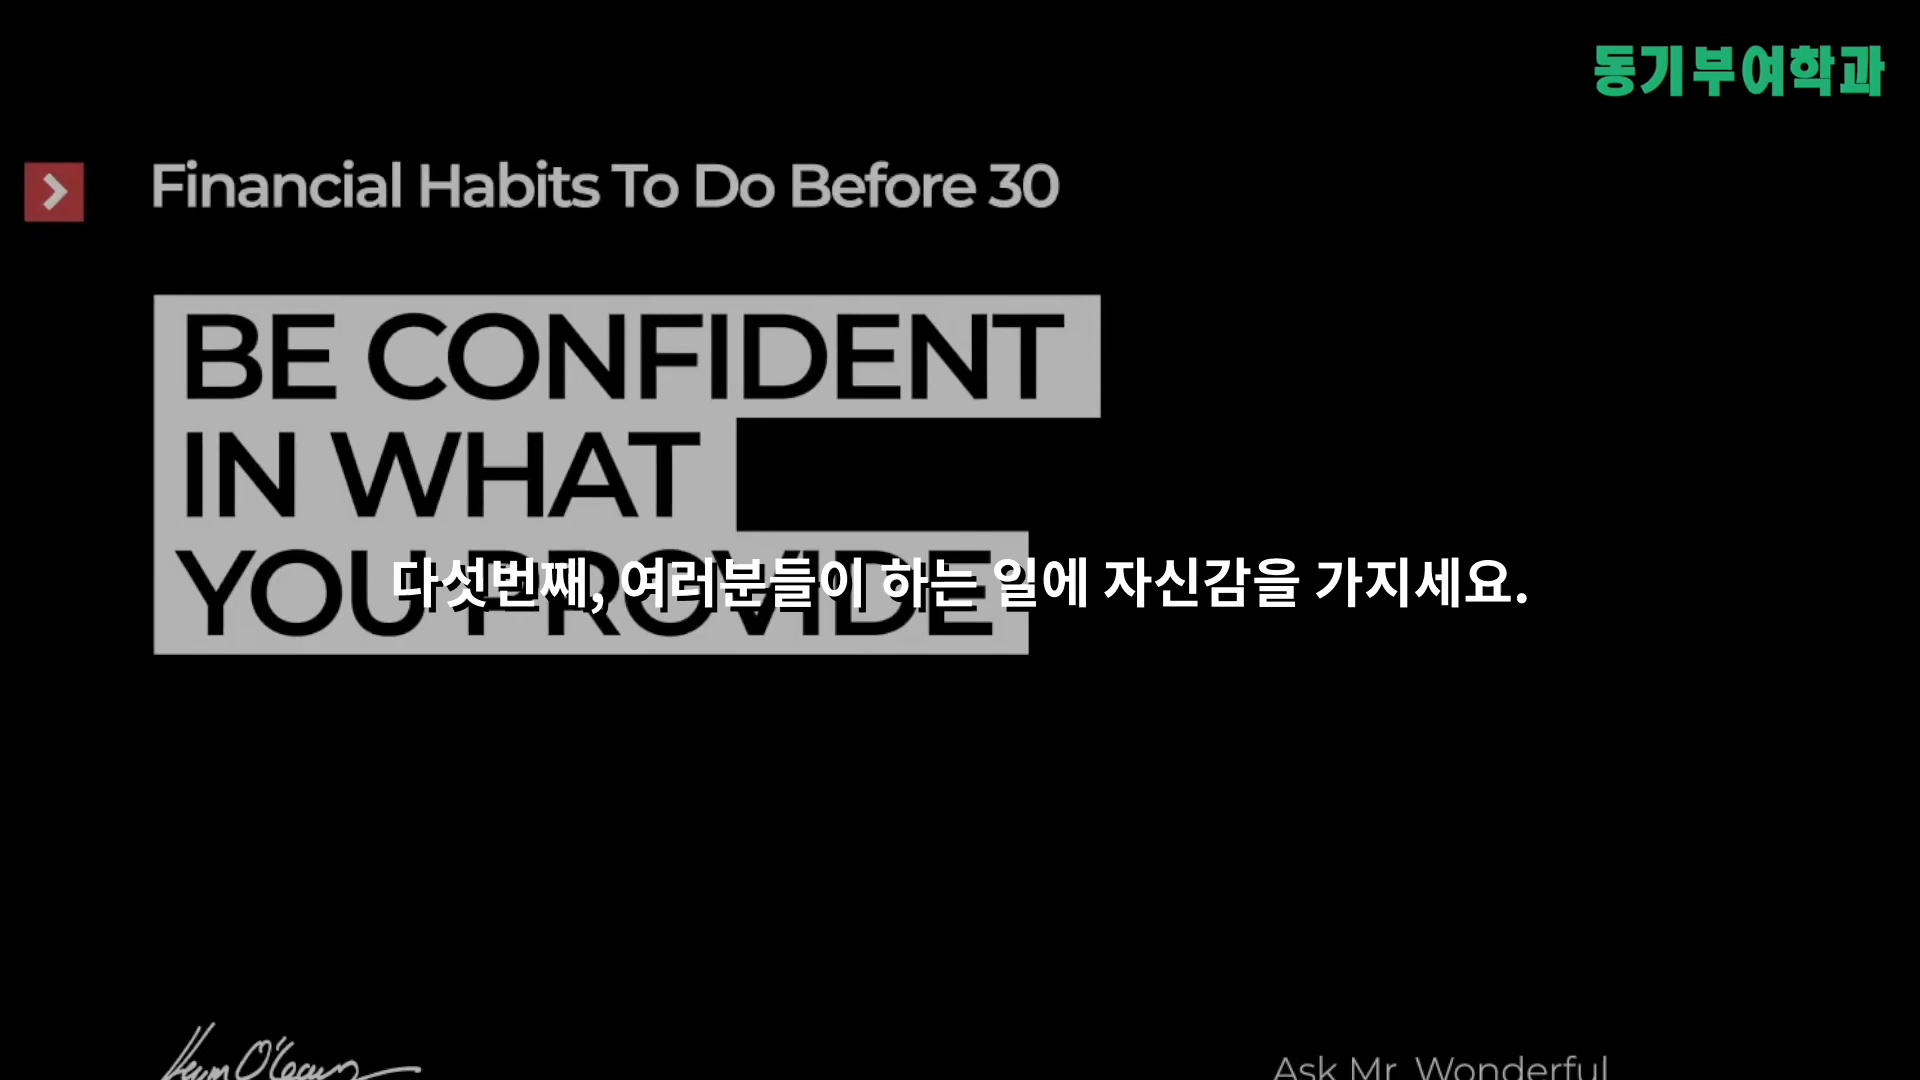 동기부여학과
Financial Habits To Do Before 30
BE CONFIDENT
IN WHAT
YOU PROVIDE
다섯번째, 여러분들이 하는 일에 자신감을 가지세요.
Kevin O'Leary
Ask Mr. Wonderful